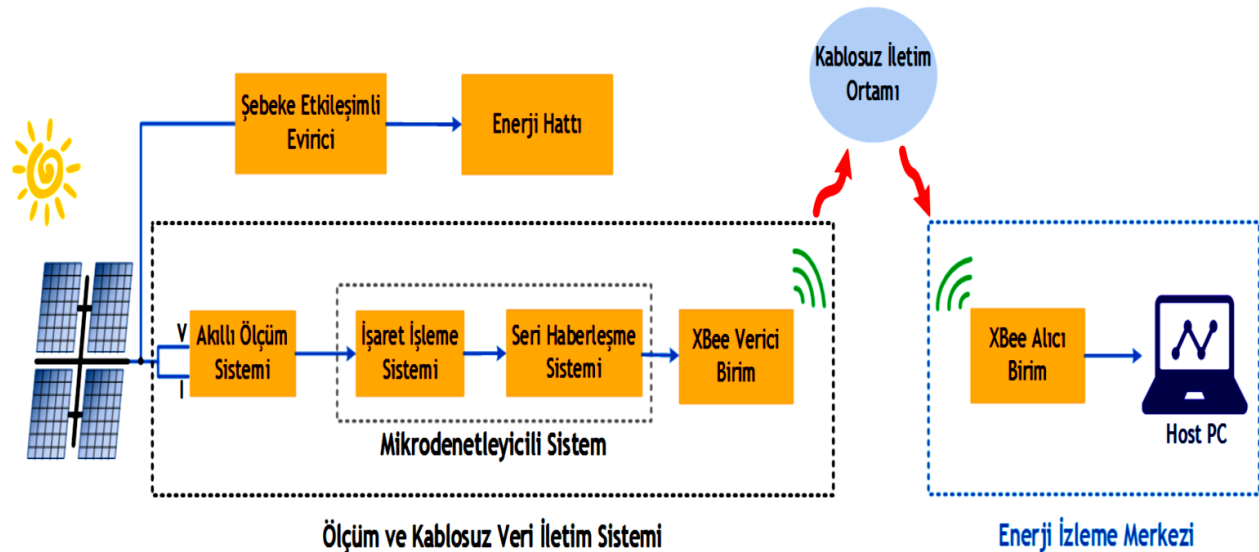 Kablosuz İletim
Ortamı
Şebeke Etkileşimli
Evirici
Enerji Hattı
V
I
Akıllı Ölçüm
Sistemi
İşaret İşleme
Sistemi
Seri Haberleşme
Sistemi
XBee Verici
Birim
Mikrodenetleyicili Sistem
Ölçüm ve Kablosuz Veri İletim Sistemi
XBee Alıcı
Birim
Host PC
Enerji İzleme Merkezi